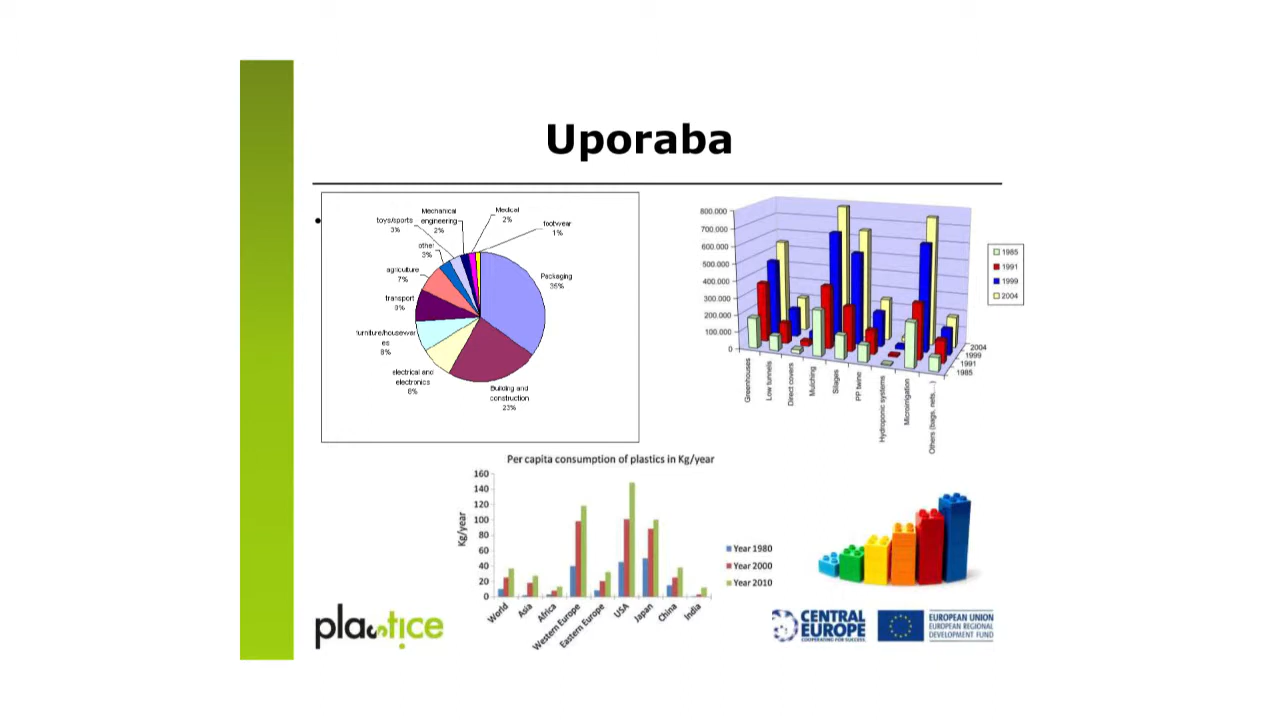 Uporaba
Mechanical
engineering
2%
Medical
2%
toys/sports
3%
footwear
1%
other
3%
agriculture
7%
Packaging
transport
furniture/housewar
es
electrical and
electronics
Building and
construction
23%
800.000
700.000
600.000
500.000
400.000
300.000
200.000
100.000
0
Greenhouses
Low tunnels
Direct covers
Mulching
Silages
PP twine
Hydroponic systems
Microirrigation
Others (bags, nets,...)
2004
1999
1991
1985
1985
1991
1999
2004
Per capita consumption of plastics in Kg/year
Kg/year
160
140
120
100
80
60
40
20
0
World
Asia
Africa
Western Europe
Eastern Europe
USA
Japan
China
India
Year 1980
Year 2000
Year 2010
plastice
CENTRAL
EUROPE
COOPERATING FOR SUCCESS.
EUROPEAN UNION
EUROPEAN REGIONAL
DEVELOPMENT FUND